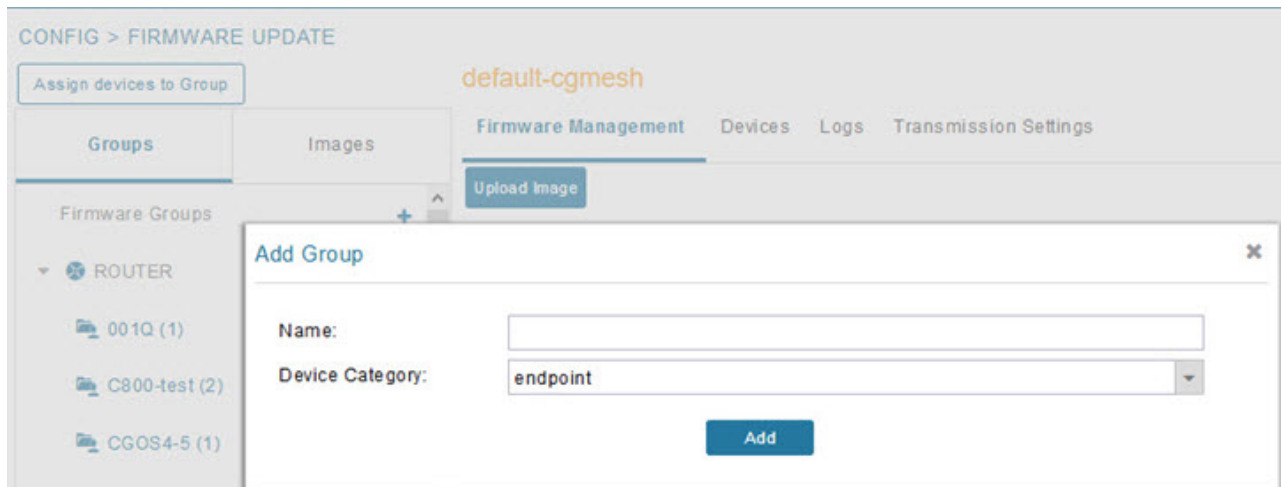 CONFIG > FIRMWARE UPDATE
Assign devices to Group
default-cgmesh
Groups
Images
Firmware Management
Devices
Logs
Transmission Settings
Upload Image
Firmware Groups
+
ROUTER
001Q (1)
C800-test (2)
CGOS4-5 (1)
Add Group
Name:
Device Category:
endpoint
Add